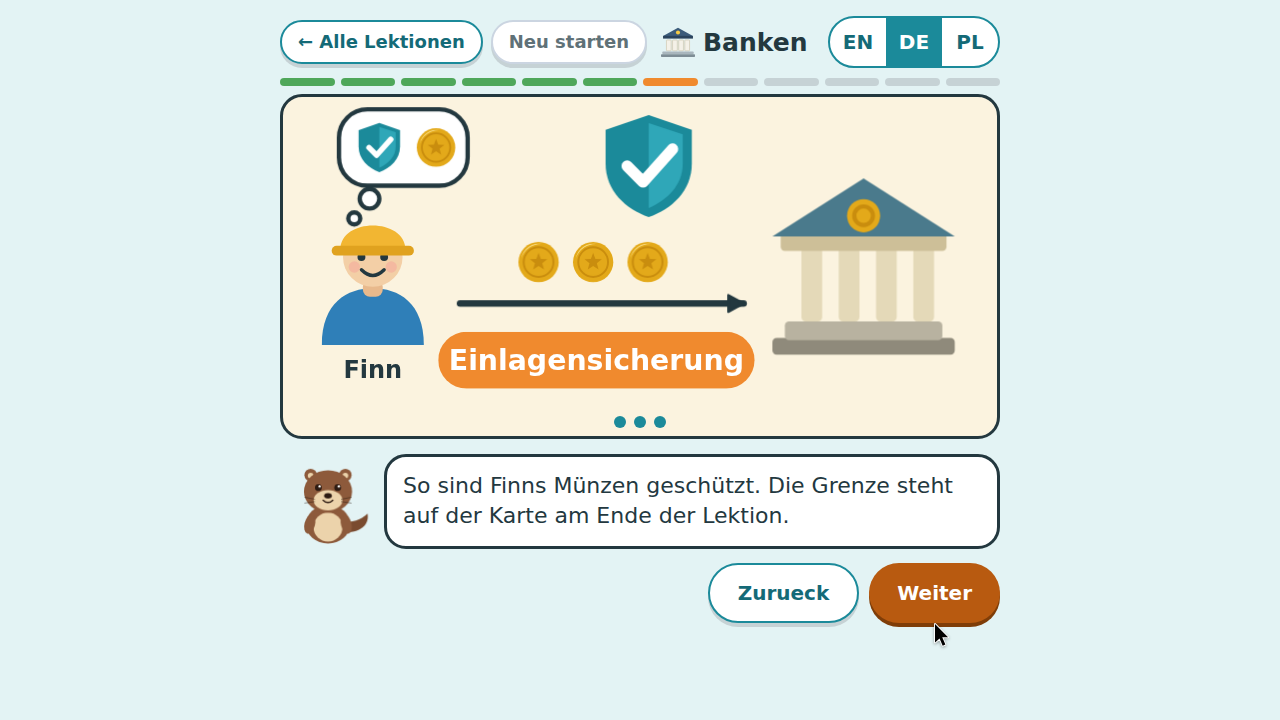 ← Alle Lektionen
Neu starten
Banken
EN DE PL
Finn
Einlagensicherung
So sind Finns Münzen geschützt. Die Grenze steht
auf der Karte am Ende der Lektion.
Zurueck
Weiter